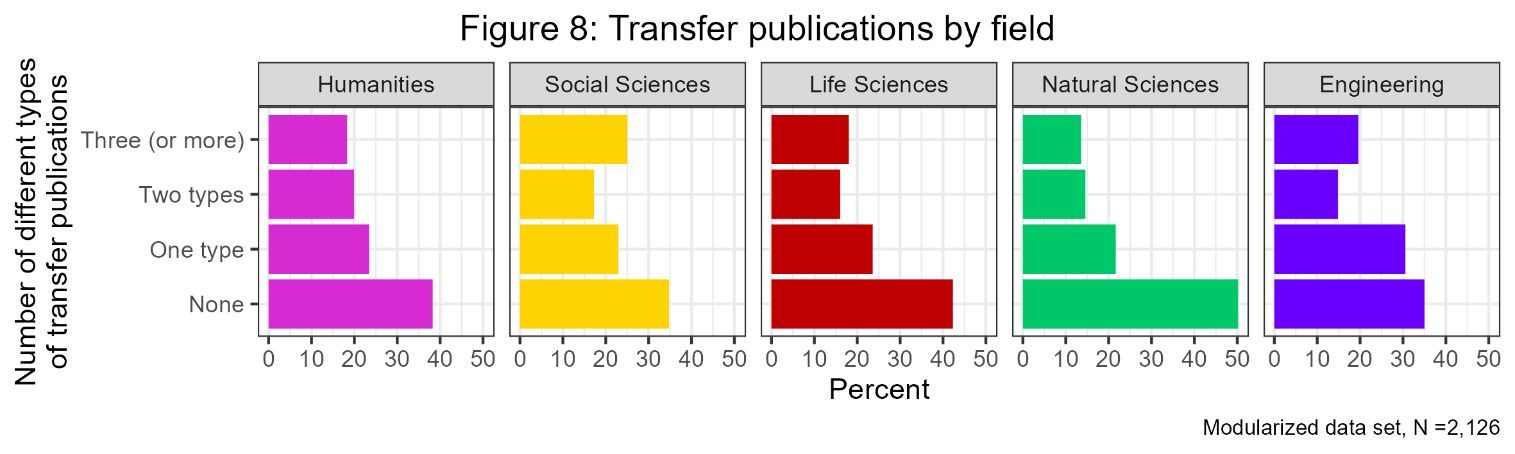 Figure 8: Transfer publications by field
Number of different types
of transfer publications
Humanities
Social Sciences
Life Sciences
Natural Sciences
Engineering
Three (or more)
Two types
One type
None
0 10 20 30 40 50
0 10 20 30 40 50
0 10 20 30 40 50
0 10 20 30 40 50
0 10 20 30 40 50
Percent
Modularized data set, N =2,126